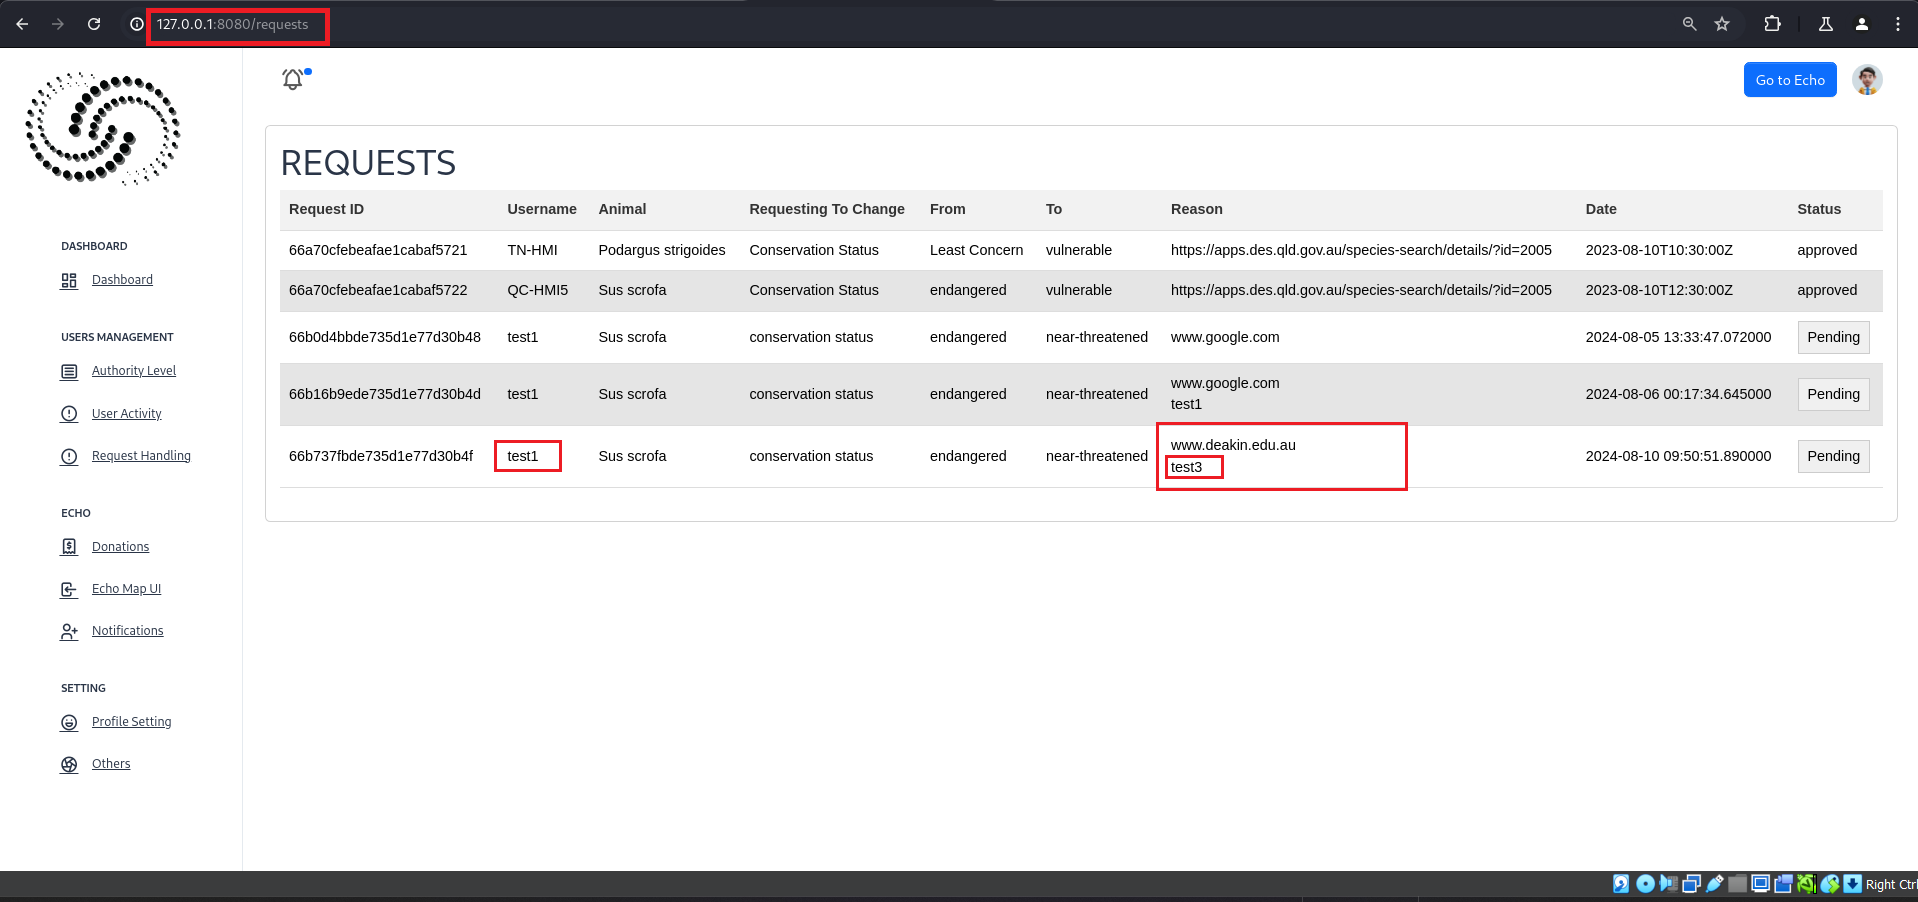 127.0.0.1:8080/requests
Go to Echo
DASHBOARD
Dashboard
USERS MANAGEMENT
Authority Level
User Activity
Request Handling
ECHO
Donations
Echo Map UI
Notifications
SETTING
Profile Setting
Others
REQUESTS
Request ID Username Animal Requesting To Change From To Reason Date Status
66a70cfebeafae1cabaf5721 TN-HMI Podargus strigoides Conservation Status Least Concern vulnerable https://apps.des.qld.gov.au/species-search/details/?id=2005 2023-08-10T10:30:00Z approved
66a70cfebeafae1cabaf5722 QC-HMI5 Sus scrofa Conservation Status endangered vulnerable https://apps.des.qld.gov.au/species-search/details/?id=2005 2023-08-10T12:30:00Z approved
66b0d4bbde735d1e77d30b48 test1 Sus scrofa conservation status endangered near-threatened www.google.com 2024-08-05 13:33:47.072000 Pending
66b16b9ede735d1e77d30b4d test1 Sus scrofa conservation status endangered near-threatened www.google.com 2024-08-06 00:17:34.645000 Pending
test1
66b737fbde735d1e77d30b4f test1 Sus scrofa conservation status endangered near-threatened www.deakin.edu.au 2024-08-10 09:50:51.890000 Pending
test3
Right Ctrl